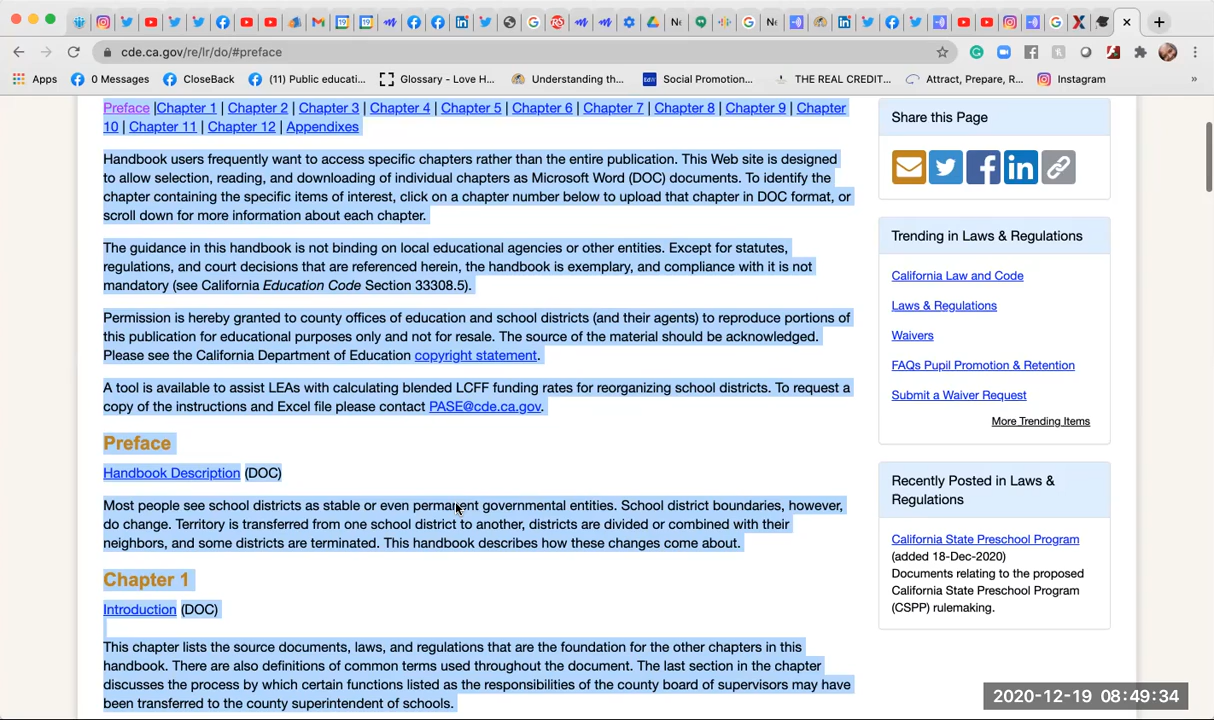 cde.ca.gov/re/lr/do/#preface
Apps
0 Messages
CloseBack
(11) Public educati...
Glossary - Love H...
Understanding th...
Social Promotion...
THE REAL CREDIT...
Attract, Prepare, R...
Instagram
»
Preface |Chapter 1 | Chapter 2 | Chapter 3 | Chapter 4 | Chapter 5 | Chapter 6 | Chapter 7 | Chapter 8 | Chapter 9 | Chapter
10 | Chapter 11 | Chapter 12 | Appendixes
Handbook users frequently want to access specific chapters rather than the entire publication. This Web site is designed
to allow selection, reading, and downloading of individual chapters as Microsoft Word (DOC) documents. To identify the
chapter containing the specific items of interest, click on a chapter number below to upload that chapter in DOC format, or
scroll down for more information about each chapter.
The guidance in this handbook is not binding on local educational agencies or other entities. Except for statutes,
regulations, and court decisions that are referenced herein, the handbook is exemplary, and compliance with it is not
mandatory (see California Education Code Section 33308.5).
Permission is hereby granted to county offices of education and school districts (and their agents) to reproduce portions of
this publication for educational purposes only and not for resale. The source of the material should be acknowledged.
Please see the California Department of Education copyright statement.
A tool is available to assist LEAs with calculating blended LCFF funding rates for reorganizing school districts. To request a
copy of the instructions and Excel file please contact PASE@cde.ca.gov.
Preface
Handbook Description (DOC)
Most people see school districts as stable or even permanent governmental entities. School district boundaries, however,
do change. Territory is transferred from one school district to another, districts are divided or combined with their
neighbors, and some districts are terminated. This handbook describes how these changes come about.
Chapter 1
Introduction (DOC)
This chapter lists the source documents, laws, and regulations that are the foundation for the other chapters in this
handbook. There are also definitions of common terms used throughout the document. The last section in the chapter
discusses the process by which certain functions listed as the responsibilities of the county board of supervisors may have
been transferred to the county superintendent of schools.
Share this Page
Trending in Laws & Regulations
California Law and Code
Laws & Regulations
Waivers
FAQs Pupil Promotion & Retention
Submit a Waiver Request
More Trending Items
Recently Posted in Laws &
Regulations
California State Preschool Program
(added 18-Dec-2020)
Documents relating to the proposed
California State Preschool Program
(CSPP) rulemaking.
2020-12-19 08:49:34